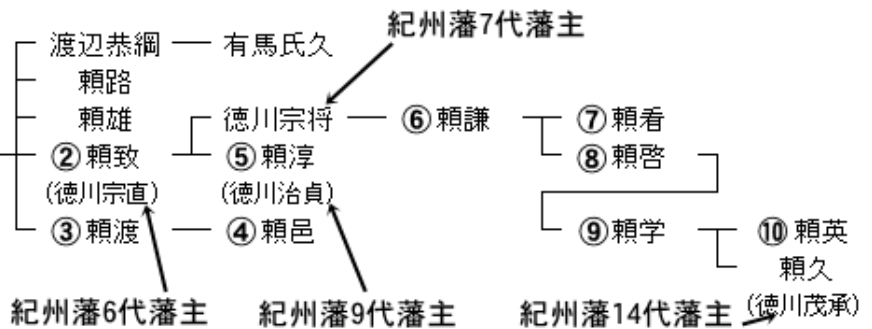 紀州藩7代藩主
渡辺恭綱 有馬氏久
頼路
頼雄 徳川宗将 ⑥頼謙 ⑦頼看
②頼致 ⑤頼淳 ⑧頼啓
(徳川宗直) (徳川治貞)
③頼渡 ④頼邑 ⑨頼学 ⑩頼英
頼久
紀州藩6代藩主 紀州藩9代藩主 紀州藩14代藩主 (徳川茂承)